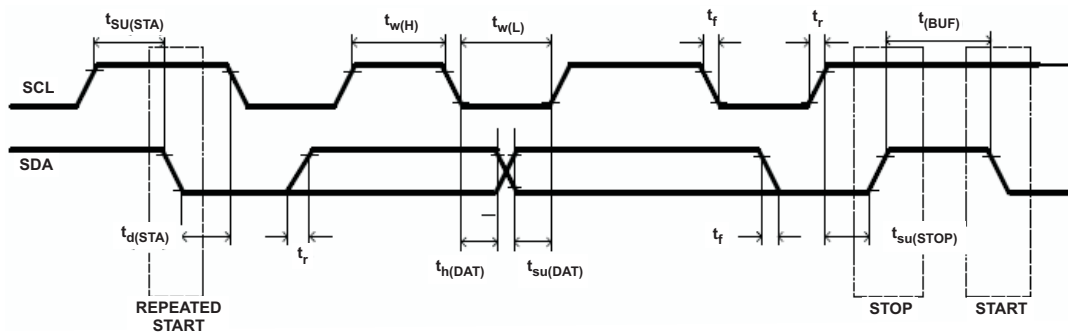 tSU(STA)
tw(H)
tw(L)
tf
tr
t(BUF)
SCL
SDA
td(STA)
tr
th(DAT)
tsu(DAT)
tf
tsu(STOP)
REPEATED
START
STOP
START